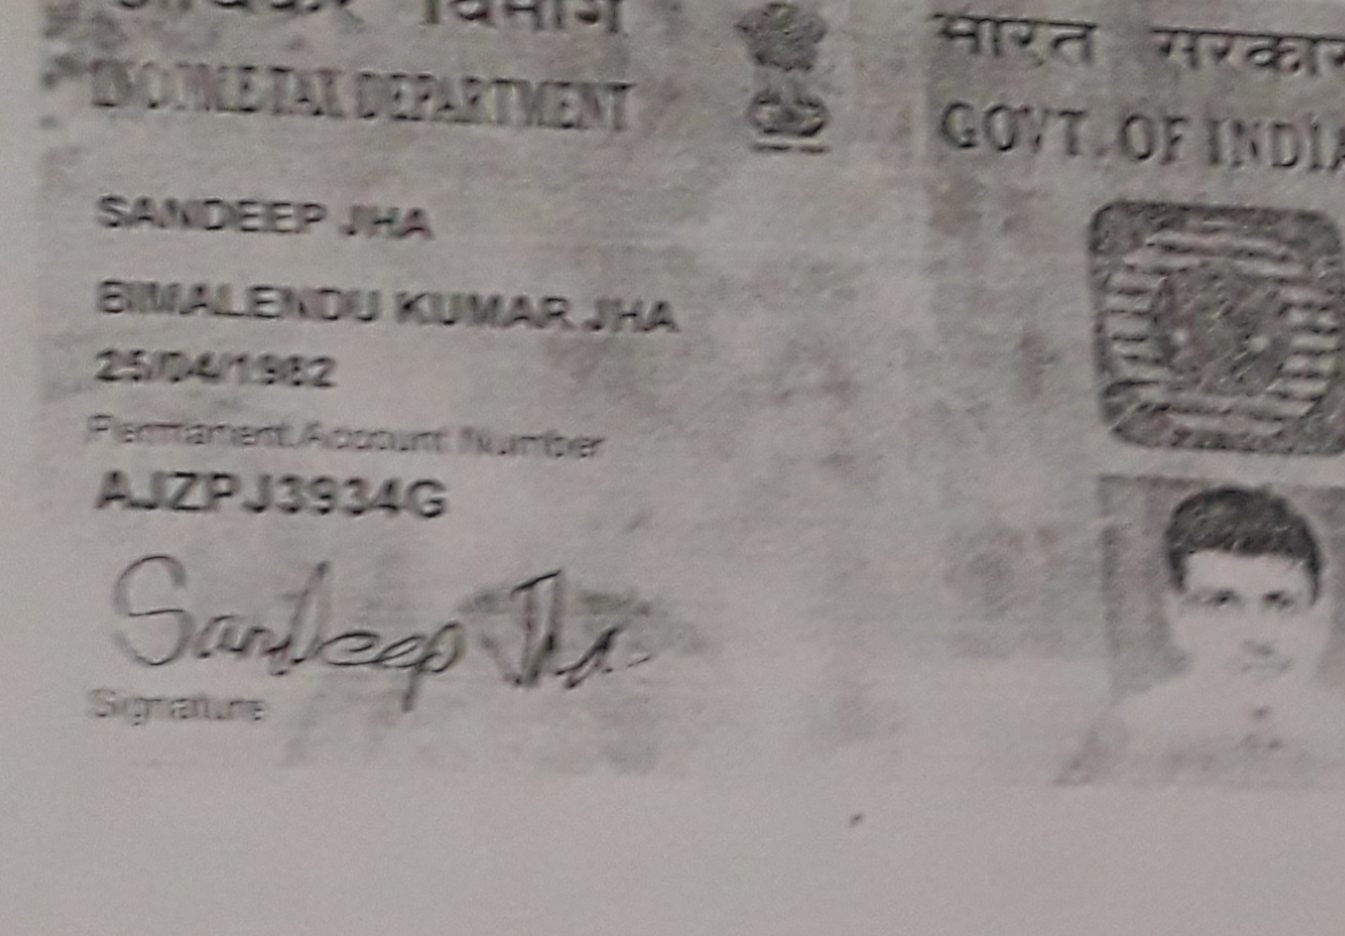 आयकर विभाग
INCOME TAX DEPARTMENT
भारत सरकार
GOVT. OF INDIA
SANDEEP JHA
BIMALENDU KUMAR JHA
25/04/1982
Permanent Account Number
AJZPJ3934G
Sandeep Jha
Signature